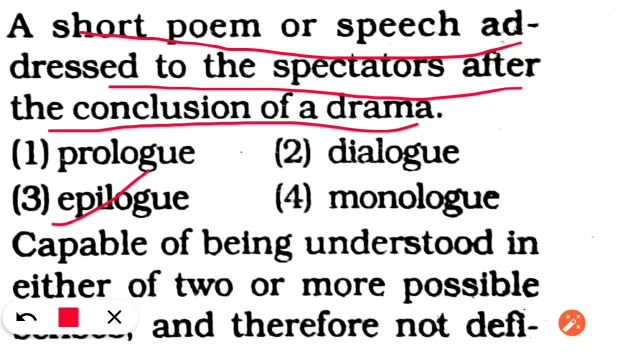 A short poem or speech ad-
dressed to the spectators after
the conclusion of a drama.
(1) prologue (2) dialogue
(3) epilogue (4) monologue
Capable of being understood in
either of two or more possible
and therefore not defi-